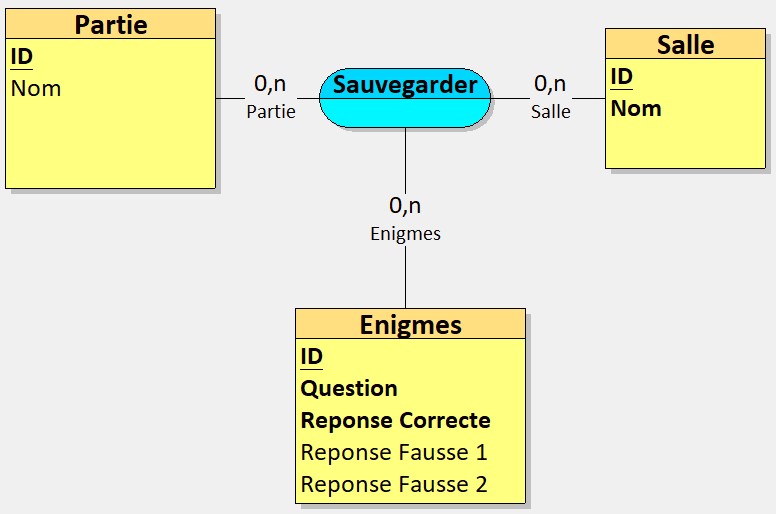 Partie
ID
Nom
0,n
Partie
Sauvegarder
0,n
Salle
Salle
ID
Nom
0,n
Enigmes
Enigmes
ID
Question
Reponse Correcte
Reponse Fausse 1
Reponse Fausse 2